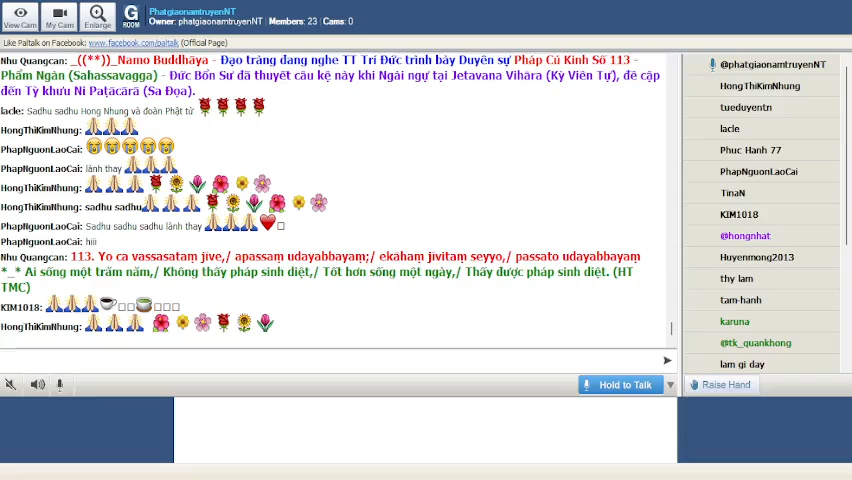 PhatgiaonamtruyenNT
Owner: phatgiaonamtruyenNT | Members: 23 | Cams: 0
View Cam
My Cam
Enlarge
G
ROOM
Like Paltalk on Facebook: www.facebook.com/paltalk (Official Page)
Nhu Quangcan: _((**))_Namo Buddhāya - Đạo tràng đang nghe TT Trí Đức trình bày Duyên sự Pháp Cú Kinh Số 113 -
Phẩm Ngàn (Sahassavagga) - Đức Bổn Sư đã thuyết câu kệ này khi Ngài ngự tại Jetavana Vihāra (Kỳ Viên Tự), đề cập
đến Tỳ khưu Ni Paṭācārā (Sa Đọa).
lacle: Sadhu sadhu Hong Nhung và đoàn Phật tử
HongThiKimNhung:
PhapNguonLaoCai:
PhapNguonLaoCai: lành thay
HongThiKimNhung:
HongThiKimNhung: sadhu sadhu
PhapNguonLaoCai: Sadhu sadhu sadhu lành thay
PhapNguonLaoCai: hiii
Nhu Quangcan: 113. Yo ca vassasataṃ jive,/ apassaṃ udayabbayaṃ;/ ekāhaṃ jivitaṃ seyyo,/ passato udayabbayaṃ
*_* Ai sống một trăm năm,/ Không thấy pháp sinh diệt,/ Tốt hơn sống một ngày,/ Thấy được pháp sinh diệt. (HT
TMC)
KIM1018:
HongThiKimNhung:
@phatgiaonamtruyenNT
HongThiKimNhung
tueduyentn
lacle
Phuc Hanh 77
PhapNguonLaoCai
TinaN
KIM1018
@hongnhat
Huyenmong2013
thy lam
tam-hanh
karuna
@tk_quankhong
lam gi day
Hold to Talk
Raise Hand